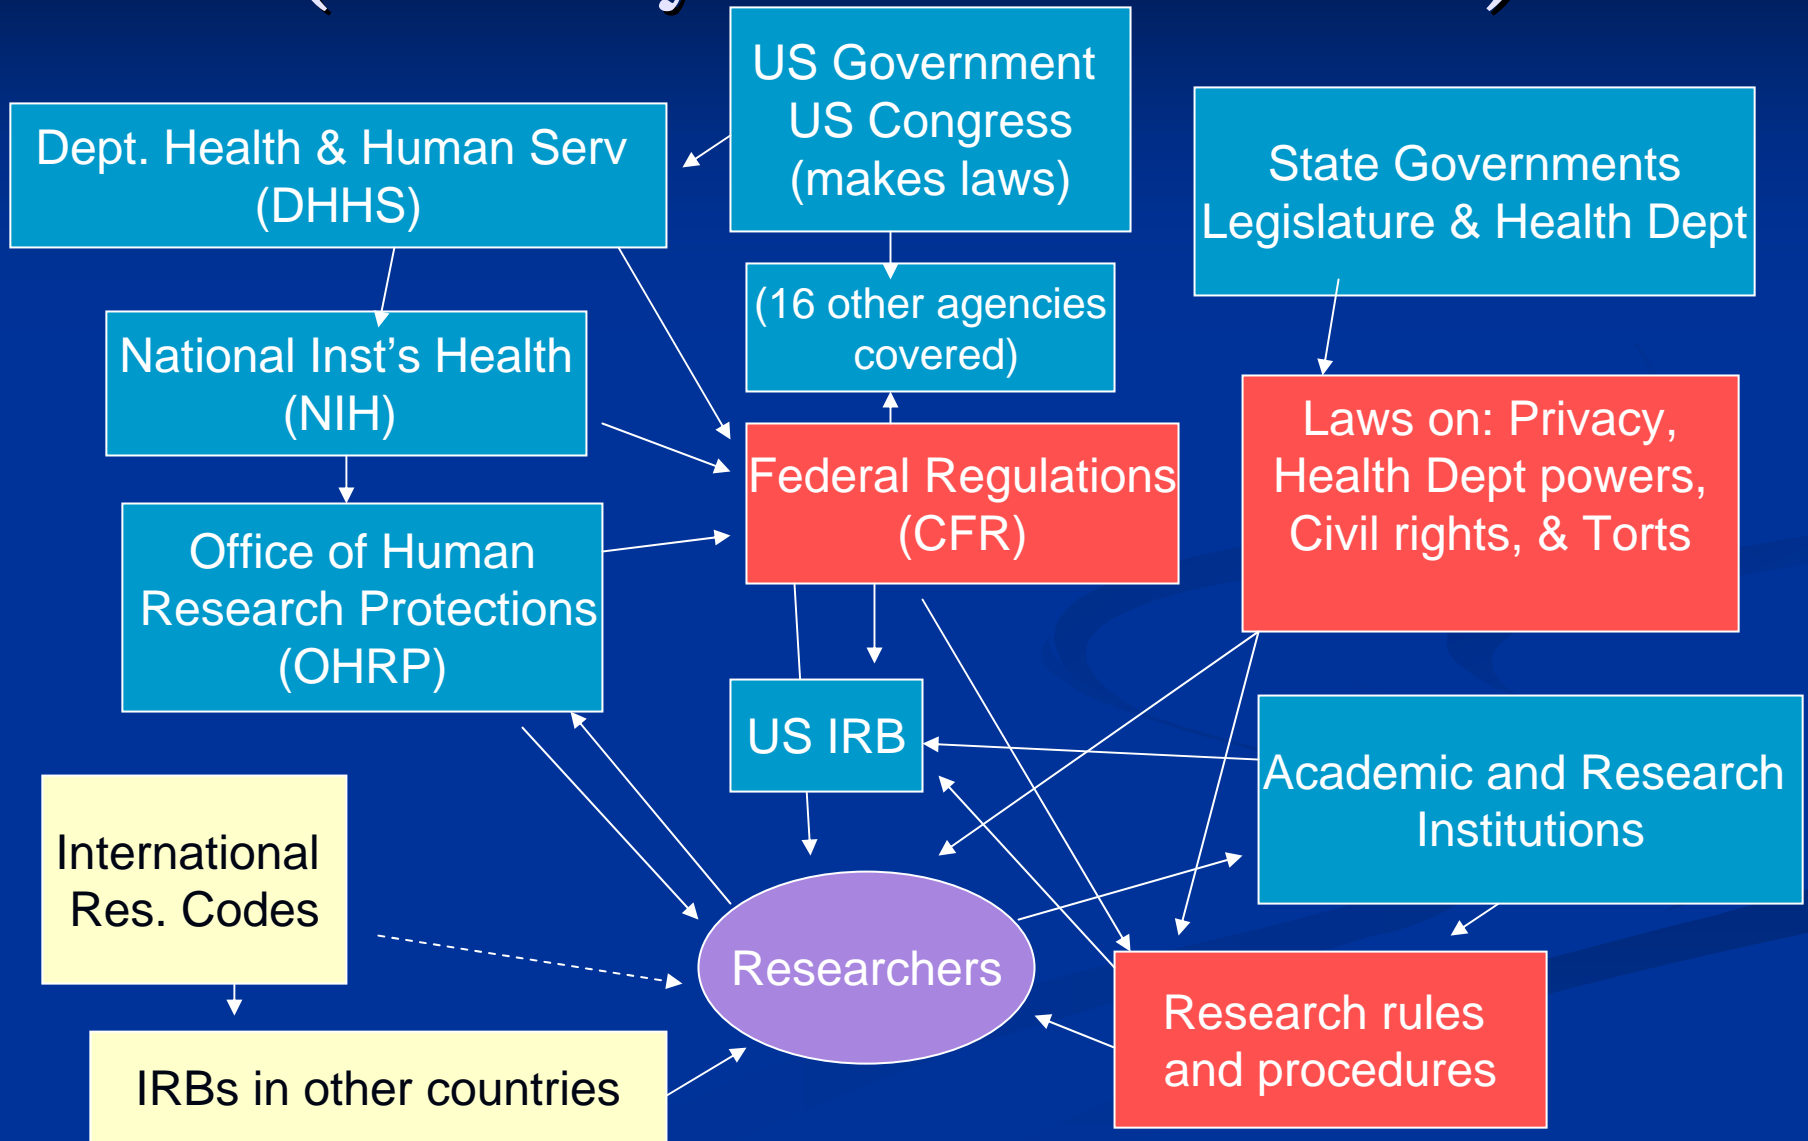 US Government
US Congress
(makes laws)
Dept. Health & Human Serv
(DHHS)
State Governments
Legislature & Health Dept
(16 other agencies
covered)
National Inst's Health
(NIH)
Laws on: Privacy,
Health Dept powers,
Civil rights, & Torts
Federal Regulations
(CFR)
Office of Human
Research Protections
(OHRP)
US IRB
Academic and Research
Institutions
International
Res. Codes
Researchers
Research rules
and procedures
IRBs in other countries